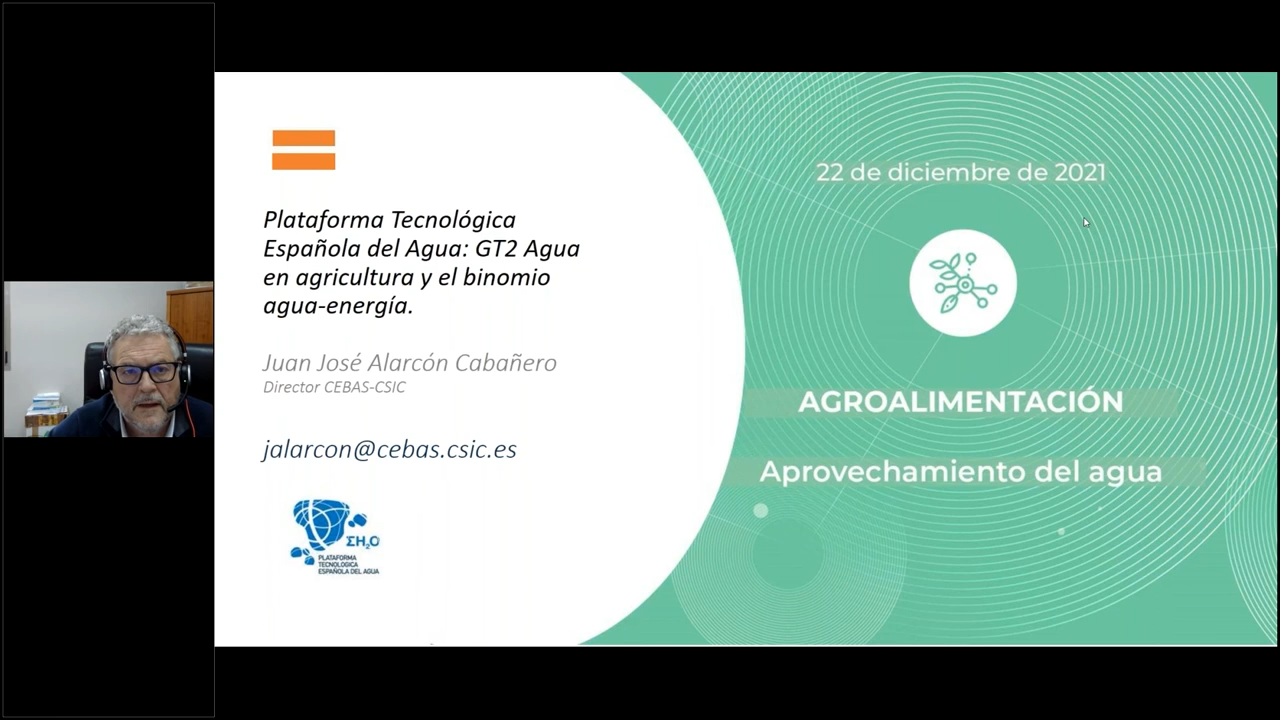 Plataforma Tecnológica
Española del Agua: GT2 Agua
en agricultura y el binomio
agua-energía.
Juan José Alarcón Cabañero
Director CEBAS-CSIC
jalarcon@cebas.csic.es
ΣH₂O
PLATAFORMA
TECNOLÓGICA
ESPAÑOLA DEL AGUA
22 de diciembre de 2021
AGROALIMENTACIÓN
Aprovechamiento del agua